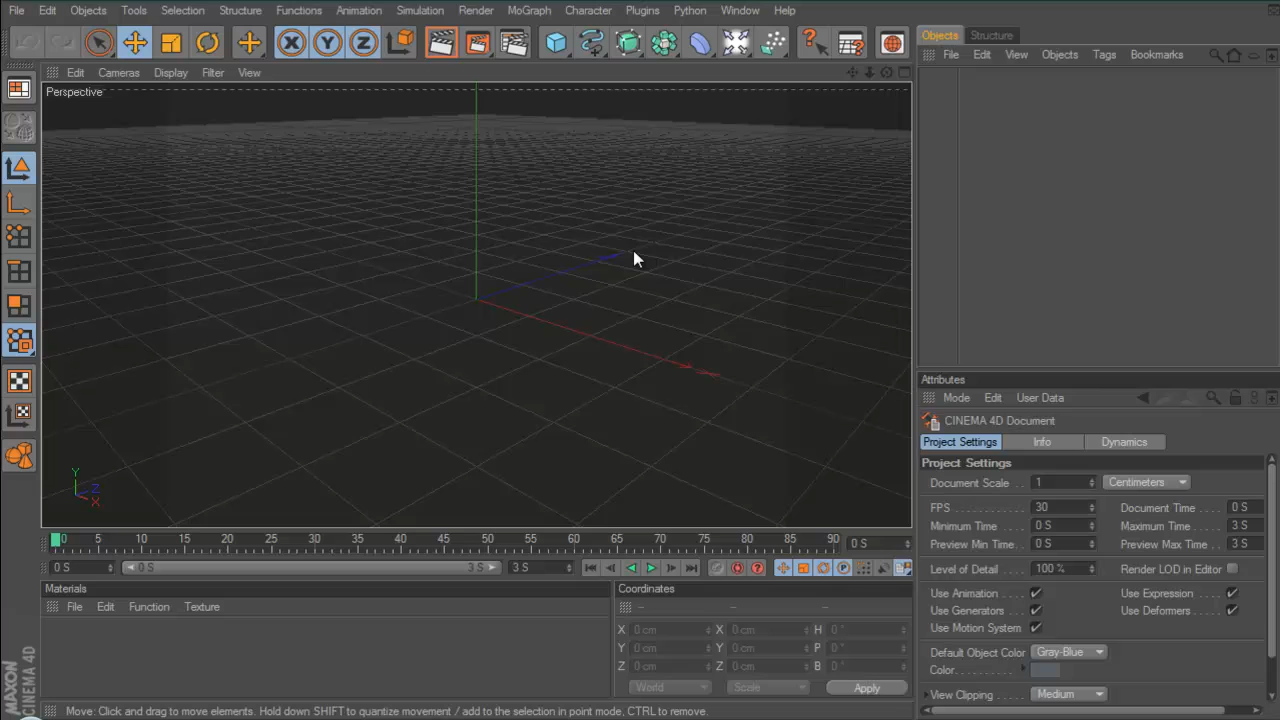 File Edit Objects Tools Selection Structure Functions Animation Simulation Render MoGraph Character Plugins Python Window Help
X Y Z
Objects Structure
File Edit View Objects Tags Bookmarks
Edit Cameras Display Filter View
Perspective
Y
Z
X
0 5 10 15 20 25 30 35 40 45 50 55 60 65 70 75 80 85 90
0 S
0 S
0 S 3 S
3 S
Materials
File Edit Function Texture
Coordinates
X 0 cm X 0 cm H 0 °
Y 0 cm Y 0 cm P 0 °
Z 0 cm Z 0 cm B 0 °
World Scale Apply
Attributes
Mode Edit User Data
CINEMA 4D Document
Project Settings Info Dynamics
Project Settings
Document Scale . . 1 Centimeters
FPS . . . . . . . . . . . 30 Document Time 0 S
Minimum Time . . . 0 S Maximum Time . 3 S
Preview Min Time . . 0 S Preview Max Time . 3 S
Level of Detail . . . . 100 % Render LOD in Editor
Use Animation . . . . Use Expression . . . .
Use Generators . . . Use Deformers . . . .
Use Motion System
Default Object Color Gray-Blue
Color. . . . . . . . . . .
View Clipping . . . . Medium
MAXON
CINEMA 4D
Move: Click and drag to move elements. Hold down SHIFT to quantize movement / add to the selection in point mode, CTRL to remove.